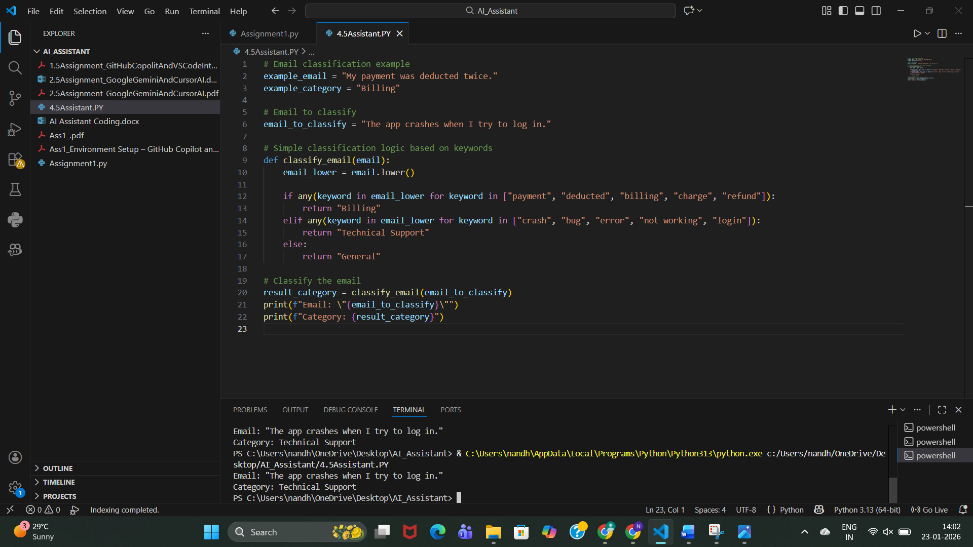 File Edit Selection View Go Run Terminal Help
AI_Assistant
EXPLORER
AI ASSISTANT
1.5Assignment_GitHubCopolitAndVSCodeInt...
2.5Assignment_GoogleGeminiAndCursorAI.d...
2.5Assignment_GoogleGeminiAndCursorAI.pdf
4.5Assistant.PY
AI Assistant Coding.docx
Ass1 .pdf
Ass1_Environment Setup – GitHub Copilot an...
Assignment1.py
OUTLINE
TIMELINE
PROJECTS
Assignment1.py
4.5Assistant.PY
4.5Assistant.PY > ...
1 # Email classification example
2 example_email = "My payment was deducted twice."
3 example_category = "Billing"
4
5 # Email to classify
6 email_to_classify = "The app crashes when I try to log in."
7
8 # Simple classification logic based on keywords
9 def classify_email(email):
10 email_lower = email.lower()
11
12 if any(keyword in email_lower for keyword in ["payment", "deducted", "billing", "charge", "refund"]):
13 return "Billing"
14 elif any(keyword in email_lower for keyword in ["crash", "bug", "error", "not working", "login"]):
15 return "Technical Support"
16 else:
17 return "General"
18
19 # Classify the email
20 result_category = classify_email(email_to_classify)
21 print(f"Email: \"{email_to_classify}\"")
22 print(f"Category: {result_category}")
23
PROBLEMS OUTPUT DEBUG CONSOLE TERMINAL PORTS
Email: "The app crashes when I try to log in."
Category: Technical Support
PS C:\Users\nandh\OneDrive\Desktop\AI_Assistant> & C:\Users\nandh\AppData\Local\Programs\Python\Python313\python.exe c:/Users/nandh/OneDrive/De
sktop/AI_Assistant/4.5Assistant.PY
Email: "The app crashes when I try to log in."
Category: Technical Support
PS C:\Users\nandh\OneDrive\Desktop\AI_Assistant>
powershell
powershell
powershell
1
0 0 Indexing completed.
Ln 23, Col 1 Spaces: 4 UTF-8 {} Python Python 3.13 (64-bit) Go Live
3
29°C
Sunny
Search
ENG
IN
14:02
23-01-2026